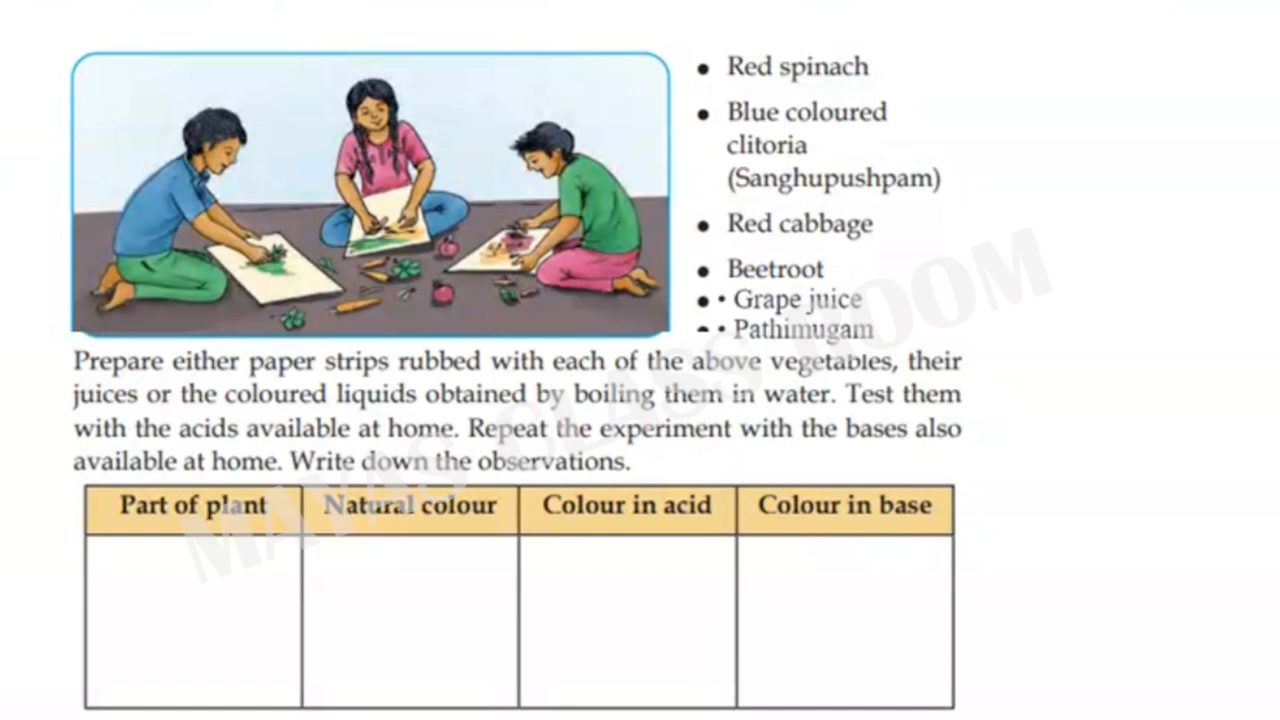 ● Red spinach
● Blue coloured
clitoria
(Sanghupushpam)
● Red cabbage
● Beetroot
● • Grape juice
● • Pathimugam
Prepare either paper strips rubbed with each of the above vegetables, their
juices or the coloured liquids obtained by boiling them in water. Test them
with the acids available at home. Repeat the experiment with the bases also
available at home. Write down the observations.
Part of plant Natural colour Colour in acid Colour in base
MAYAS CLASS ROOM